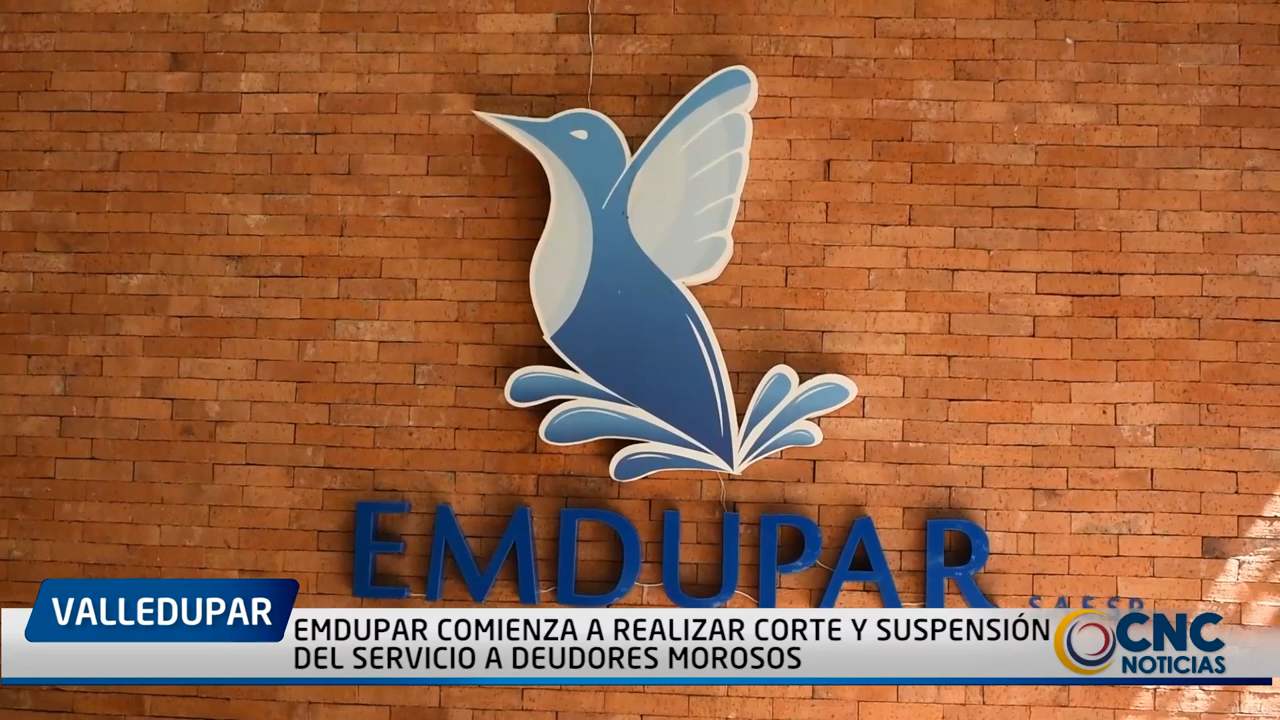 EMDUPAR
S.A E.S.P
VALLEDUPAR
EMDUPAR COMIENZA A REALIZAR CORTE Y SUSPENSIÓN
DEL SERVICIO A DEUDORES MOROSOS
CNC
NOTICIAS